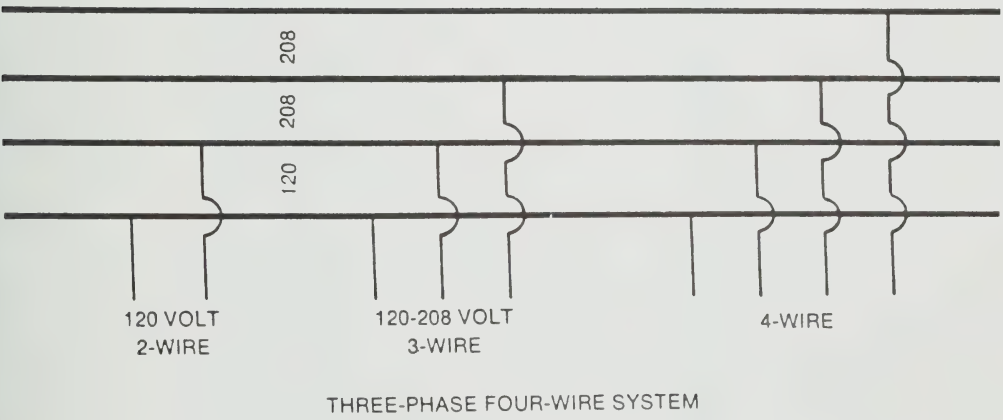 208
208
120
120 VOLT
2-WIRE
120-208 VOLT
3-WIRE
4-WIRE
THREE-PHASE FOUR-WIRE SYSTEM